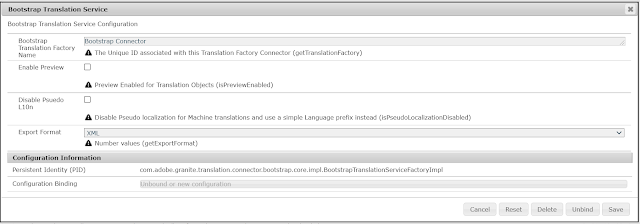 Bootstrap Translation Service
Bootstrap Translation Service Configuration
Bootstrap
Translation Factory
Name
Bootstrap Connector
The Unique ID associated with this Translation Factory Connector (getTranslationFactory)
Enable Preview
Preview Enabled for Translation Objects (isPreviewEnabled)
Disable Psuedo
L10n
Disable Pseudo localization for Machine translations and use a simple Language prefix instead (isPseudoLocalizationDisabled)
Export Format
XML
Number values (getExportFormat)
Configuration Information
Persistent Identity (PID)
com.adobe.granite.translation.connector.bootstrap.core.impl.BootstrapTranslationServiceFactoryImpl
Configuration Binding
Unbound or new configuration
Cancel Reset Delete Unbind Save